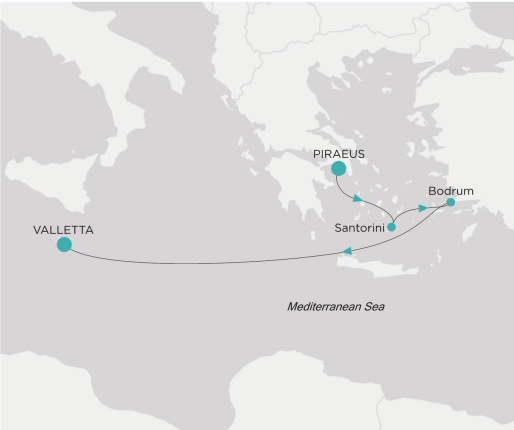 PIRAEUS
Bodrum
Santorini
VALLETTA
Mediterranean Sea